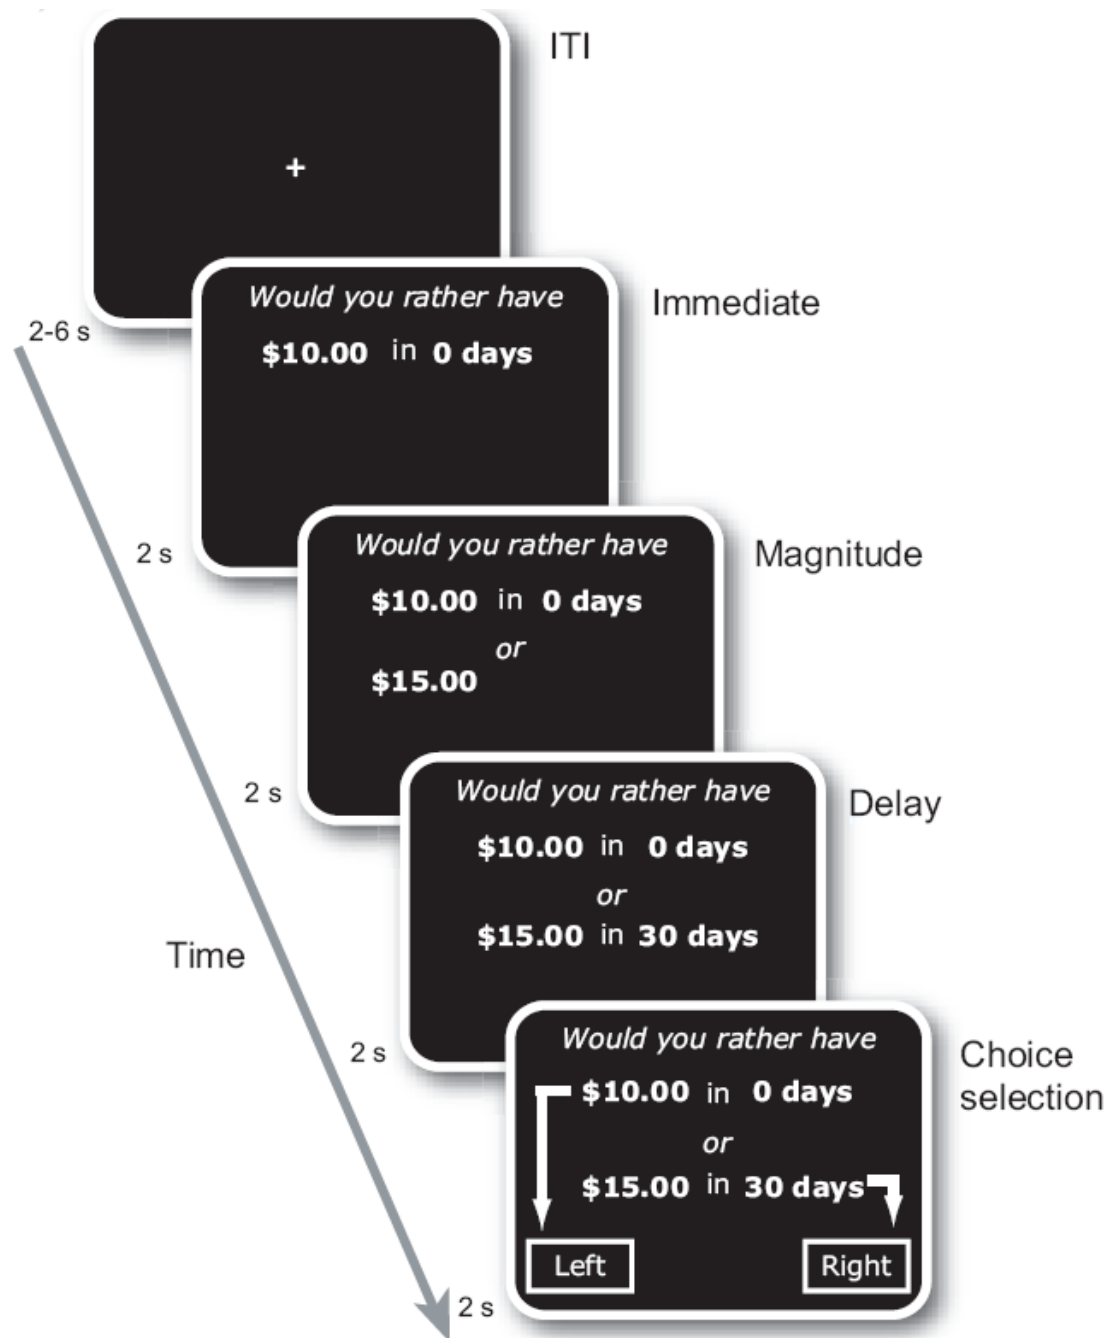 ITI
+
2-6 s
Immediate
Would you rather have
$10.00 in 0 days
2 s
Magnitude
Would you rather have
$10.00 in 0 days
or
$15.00
2 s
Delay
Would you rather have
$10.00 in 0 days
or
$15.00 in 30 days
Time
2 s
Choice
selection
Would you rather have
$10.00 in 0 days
or
$15.00 in 30 days
Left Right
2 s